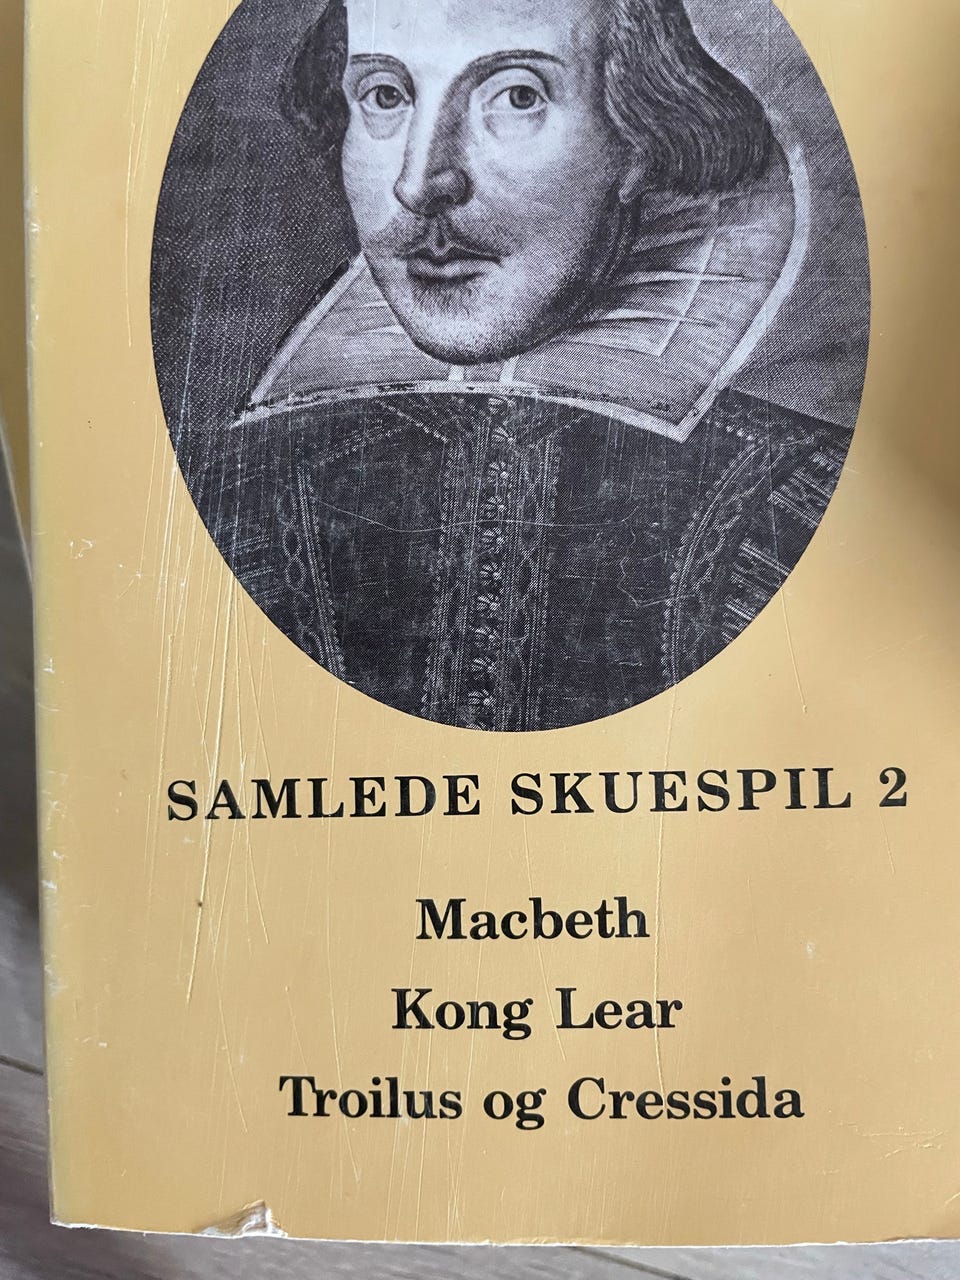 SAMLEDE SKUESPIL 2
Macbeth
Kong Lear
Troilus og Cressida